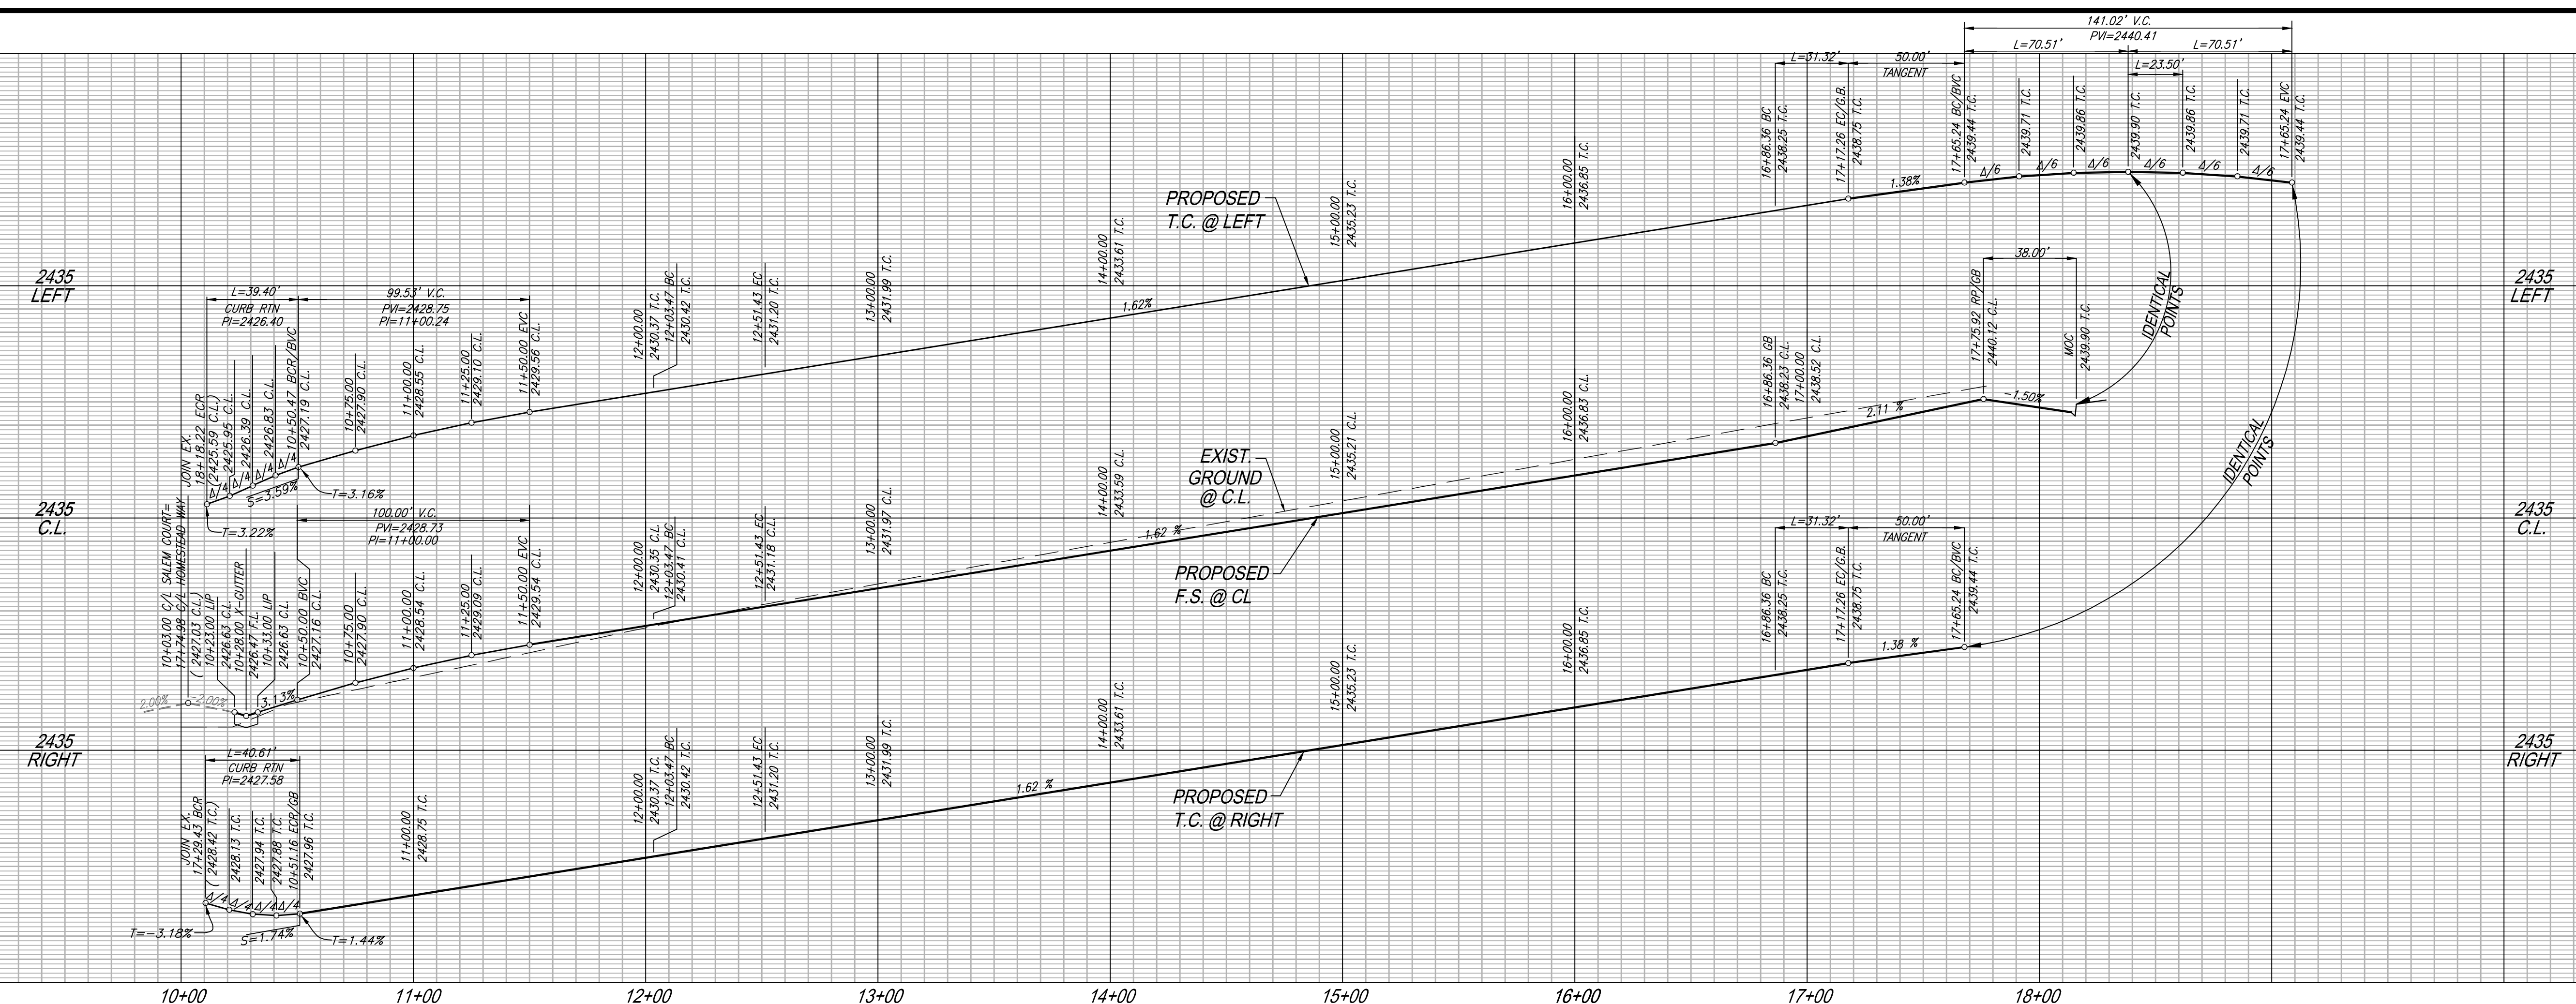 141.02' V.C.
PVI=2440.41
L=70.51'
L=70.51'
L=31.32'
50.00'
TANGENT
L=23.50'
16+86.36 BC
2438.25 T.C.
17+17.26 EC/G.B.
2438.75 T.C.
17+65.24 BC/BVC
2439.44 T.C.
2439.71 T.C.
2439.86 T.C.
2439.90 T.C.
2439.86 T.C.
2439.71 T.C.
17+65.24 EVC
2439.44 T.C.
1.38%
Δ/6
Δ/6
Δ/6
Δ/6
Δ/6
Δ/6
PROPOSED
T.C. @ LEFT
14+00.00
2433.61 T.C.
15+00.00
2435.23 T.C.
16+00.00
2436.85 T.C.
1.62%
2435
LEFT
L=39.40'
CURB RTN
PI=2426.40
99.53' V.C.
PVI=2428.75
PI=11+00.24
JOIN EX.
18+18.22 ECR
(2425.59 C.L.)
2425.95 C.L.
2426.39 C.L.
2426.83 C.L.
10+50.47 BCR/BVC
2427.19 C.L.
10+75.00
2427.90 C.L.
11+00.00
2428.55 C.L.
11+25.00
2429.10 C.L.
11+50.00 EVC
2429.56 C.L.
12+00.00
2430.37 T.C.
12+03.47 BC
2430.42 T.C.
12+51.43 EC
2431.20 T.C.
13+00.00
2431.99 T.C.
Δ/4
Δ/4
Δ/4
Δ/4
S=3.59%
T=3.16%
T=3.22%
38.00'
17+75.92 RP/GB
2440.12 C.L.
MOC
2439.90 T.C.
-1.50%
IDENTICAL
POINTS
IDENTICAL
POINTS
2435
LEFT
2435
C.L.
10+03.00 C/L SALEM COURT=
17+74.98 C/L HOMESTEAD WAY
(2427.03 C.L.)
10+23.00 LIP
2426.63 C.L.
10+28.00 X-GUTTER
2426.47 F.L.
10+33.00 LIP
2426.63 C.L.
10+50.00 BVC
2427.16 C.L.
100.00' V.C.
PVI=2428.73
PI=11+00.00
10+75.00
2427.90 C.L.
11+00.00
2428.54 C.L.
11+25.00
2429.09 C.L.
11+50.00 EVC
2429.54 C.L.
12+00.00
2430.35 C.L.
12+03.47 BC
2430.41 C.L.
12+51.43 EC
2431.18 C.L.
13+00.00
2431.97 C.L.
14+00.00
2433.59 C.L.
1.62 %
EXIST.
GROUND
@ C.L.
PROPOSED
F.S. @ CL
15+00.00
2435.21 C.L.
16+00.00
2436.83 C.L.
16+86.36 GB
2438.23 C.L.
17+00.00
2438.52 C.L.
2.11 %
2.00%
-2.00%
3.13%
2435
C.L.
L=31.32'
50.00'
TANGENT
16+86.36 BC
2438.25 T.C.
17+17.26 EC/G.B.
2438.75 T.C.
17+65.24 BC/BVC
2439.44 T.C.
1.38 %
2435
RIGHT
L=40.61'
CURB RTN
PI=2427.58
JOIN EX.
17+29.43 BCR
(2428.42 T.C.)
2428.13 T.C.
2427.94 T.C.
2427.88 T.C.
10+51.16 ECR/GB
2427.96 T.C.
Δ/4
Δ/4
Δ/4
Δ/4
T=-3.18%
S=1.74%
T=1.44%
11+00.00
2428.75 T.C.
12+00.00
2430.37 T.C.
12+03.47 BC
2430.42 T.C.
12+51.43 EC
2431.20 T.C.
13+00.00
2431.99 T.C.
1.62 %
14+00.00
2433.61 T.C.
PROPOSED
T.C. @ RIGHT
15+00.00
2435.23 T.C.
16+00.00
2436.85 T.C.
2435
RIGHT
10+00
11+00
12+00
13+00
14+00
15+00
16+00
17+00
18+00